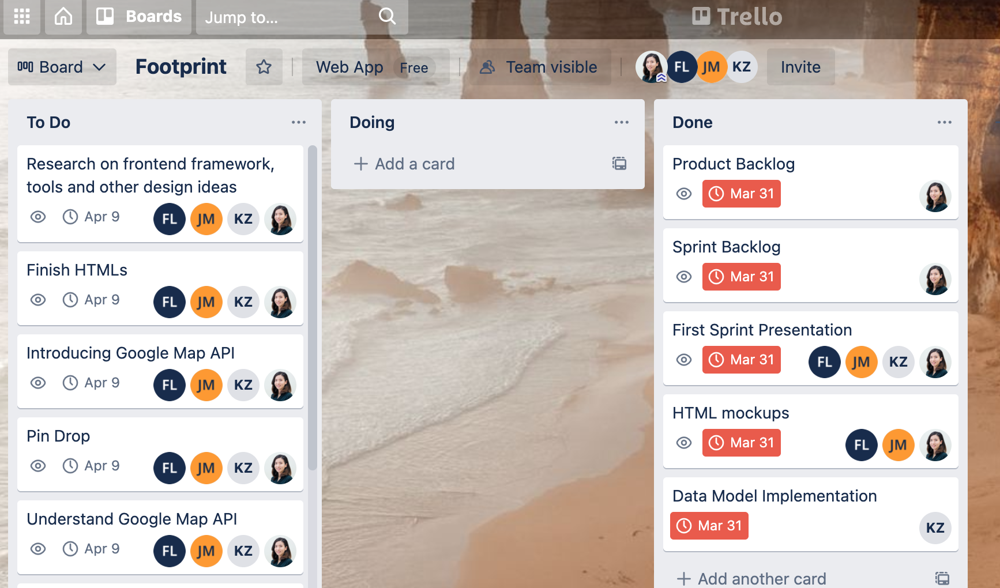 Boards
Jump to...
Trello
Board
Footprint
Web App Free
Team visible
FL JM KZ
Invite
To Do
Research on frontend framework,
tools and other design ideas
Apr 9 FL JM KZ
Finish HTMLs
Apr 9 FL JM KZ
Introducing Google Map API
Apr 9 FL JM KZ
Pin Drop
Apr 9 FL JM KZ
Understand Google Map API
Apr 9 FL JM KZ
Doing
+ Add a card
Done
Product Backlog
Mar 31
Sprint Backlog
Mar 31
First Sprint Presentation
Mar 31 FL JM KZ
HTML mockups
Mar 31 FL JM
Data Model Implementation
Mar 31 KZ
+ Add another card